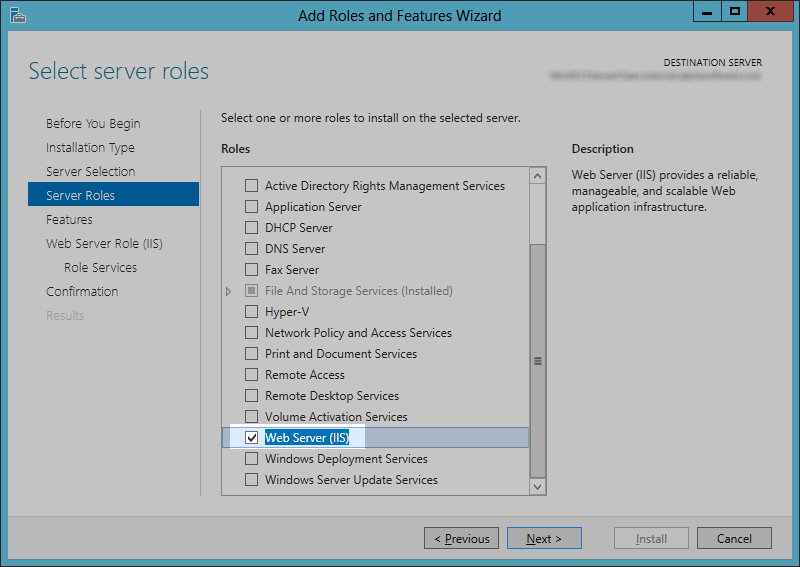 Add Roles and Features Wizard
Select server roles
DESTINATION SERVER
Before You Begin
Installation Type
Server Selection
Server Roles
Features
Web Server Role (IIS)
Role Services
Confirmation
Results
Select one or more roles to install on the selected server.
Roles
Active Directory Rights Management Services
Application Server
DHCP Server
DNS Server
Fax Server
File And Storage Services (Installed)
Hyper-V
Network Policy and Access Services
Print and Document Services
Remote Access
Remote Desktop Services
Volume Activation Services
Web Server (IIS)
Windows Deployment Services
Windows Server Update Services
Description
Web Server (IIS) provides a reliable,
manageable, and scalable Web
application infrastructure.
< Previous
Next >
Install
Cancel